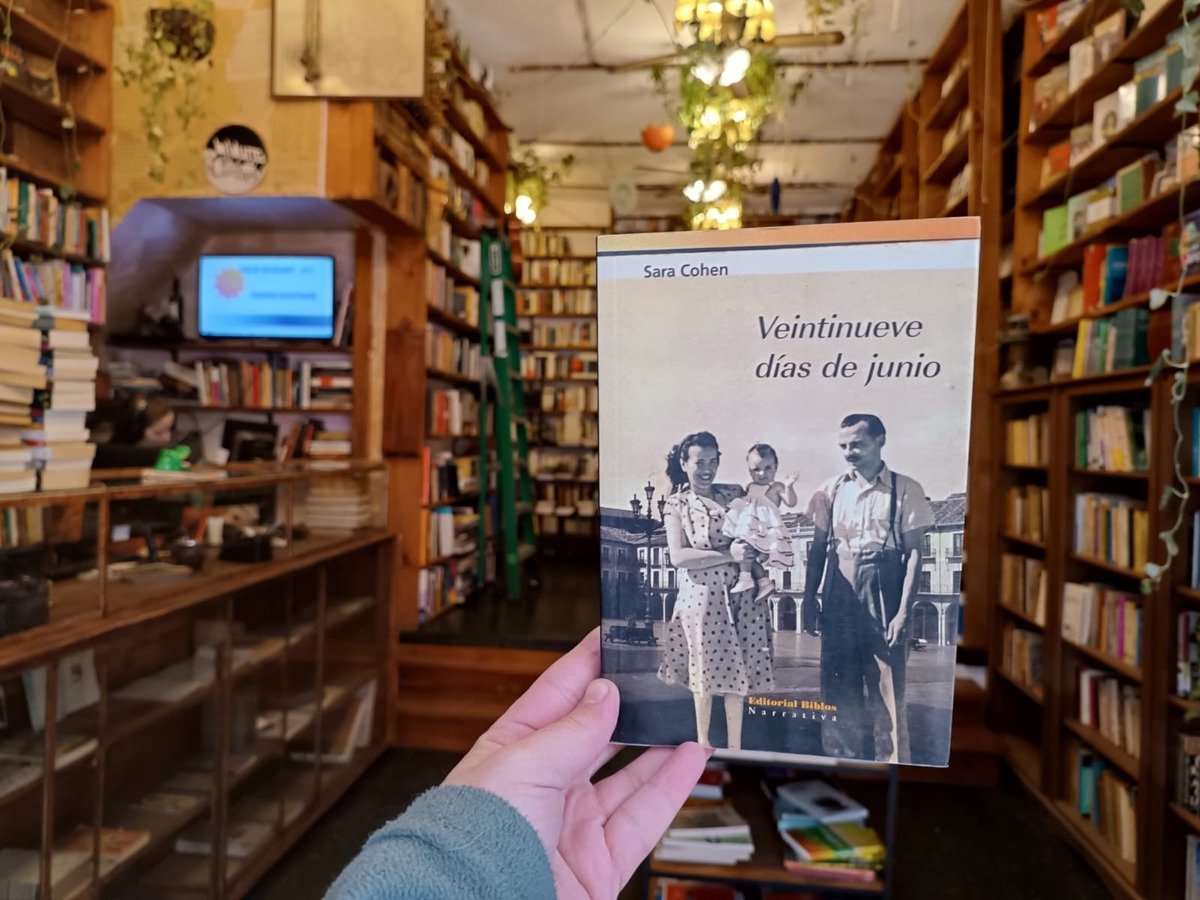 Sara Cohen
Veintinueve
días de junio
Editorial Biblos
Narrativa